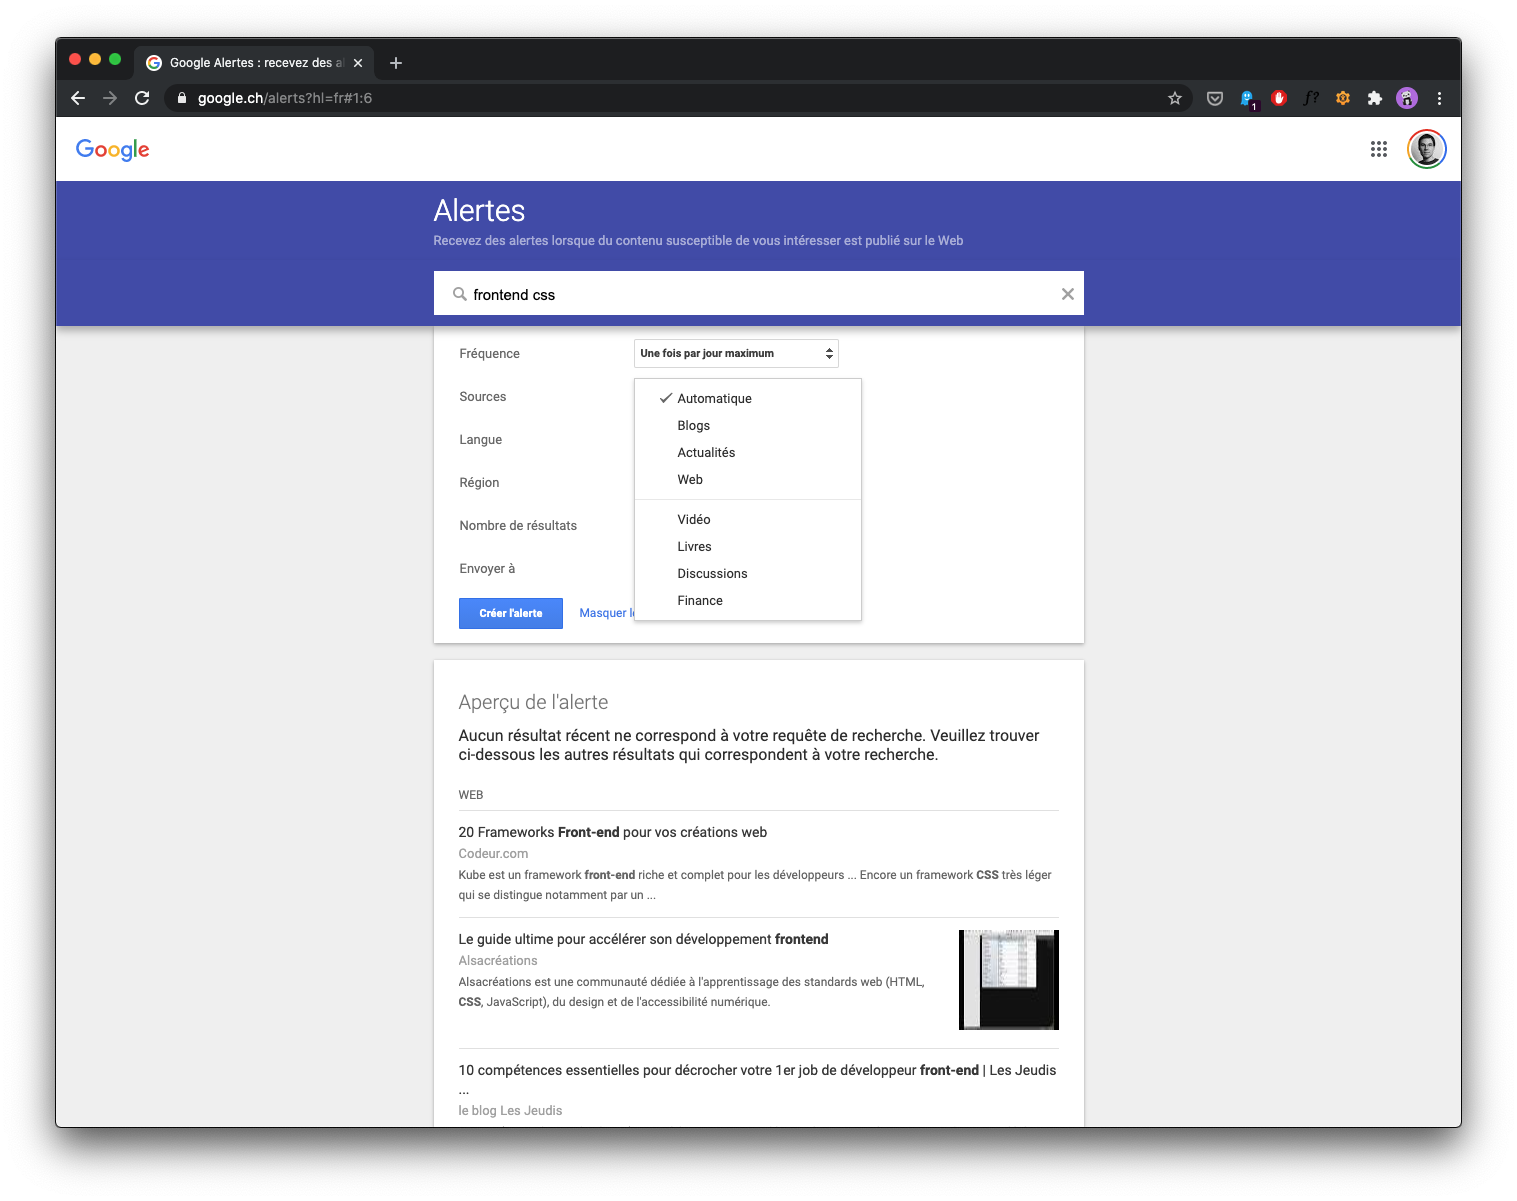 Google Alertes : recevez des a
google.ch/alerts?hl=fr#1:6
1
f?
Google
Alertes
Recevez des alertes lorsque du contenu susceptible de vous intéresser est publié sur le Web
frontend css
Fréquence
Une fois par jour maximum
Sources
Automatique
Blogs
Langue
Actualités
Région
Web
Nombre de résultats
Vidéo
Livres
Envoyer à
Discussions
Finance
Créer l'alerte
Masquer
Aperçu de l'alerte
Aucun résultat récent ne correspond à votre requête de recherche. Veuillez trouver
ci-dessous les autres résultats qui correspondent à votre recherche.
WEB
20 Frameworks Front-end pour vos créations web
Codeur.com
Kube est un framework front-end riche et complet pour les développeurs ... Encore un framework CSS très léger
qui se distingue notamment par un ...
Le guide ultime pour accélérer son développement frontend
Alsacréations
Alsacréations est une communauté dédiée à l'apprentissage des standards web (HTML,
CSS, JavaScript), du design et de l'accessibilité numérique.
10 compétences essentielles pour décrocher votre 1er job de développeur front-end | Les Jeudis
...
le blog Les Jeudis